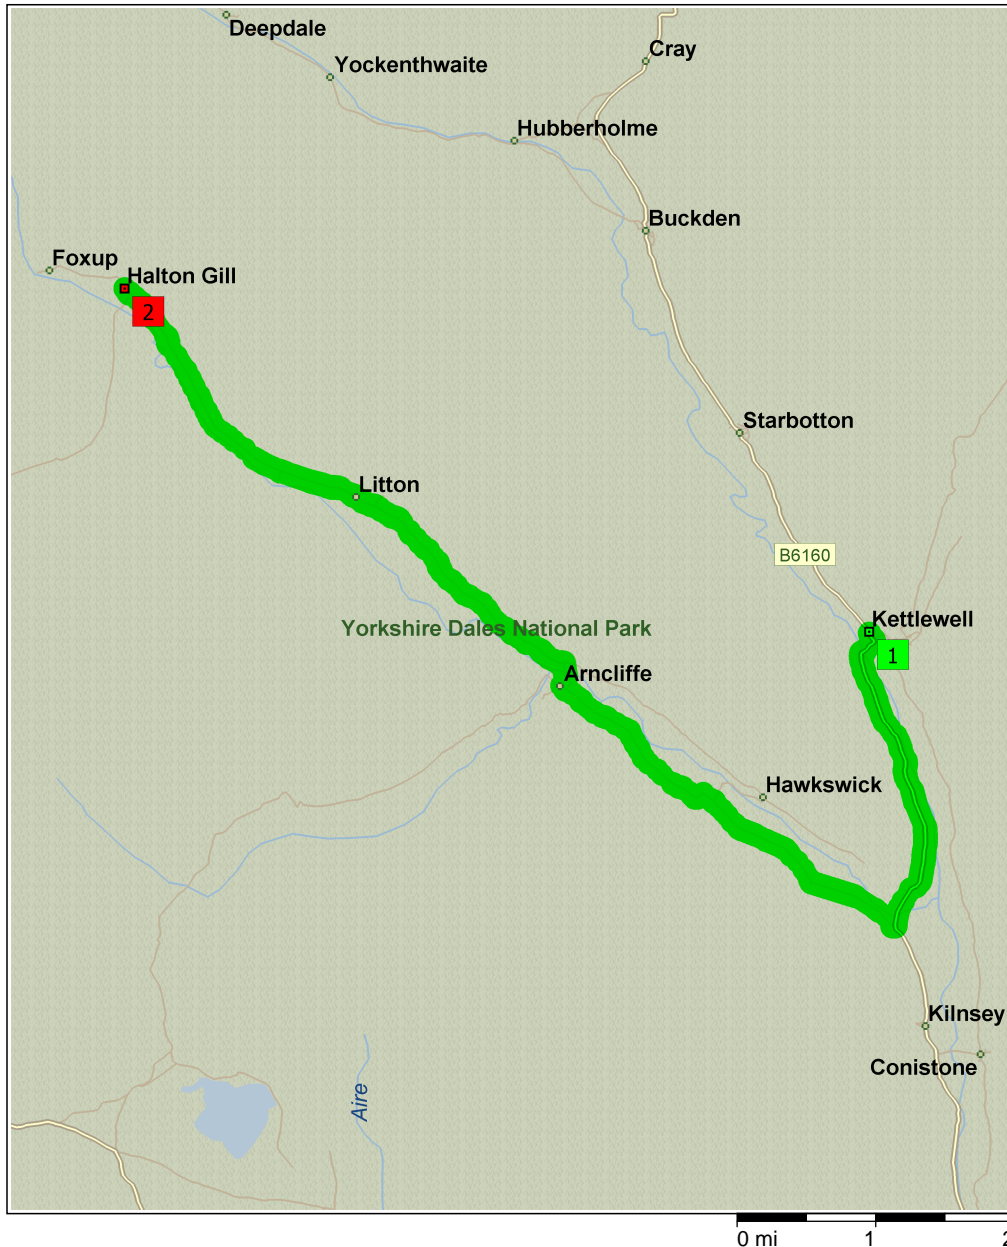 Deepdale
Cray
Yockenthwaite
Hubberholme
Buckden
Foxup
Halton Gill
2
Starbotton
Litton
B6160
Kettlewell
Yorkshire Dales National Park
1
Arncliffe
Hawkswick
Kilnsey
Conistone
Aire
0 mi 1 2